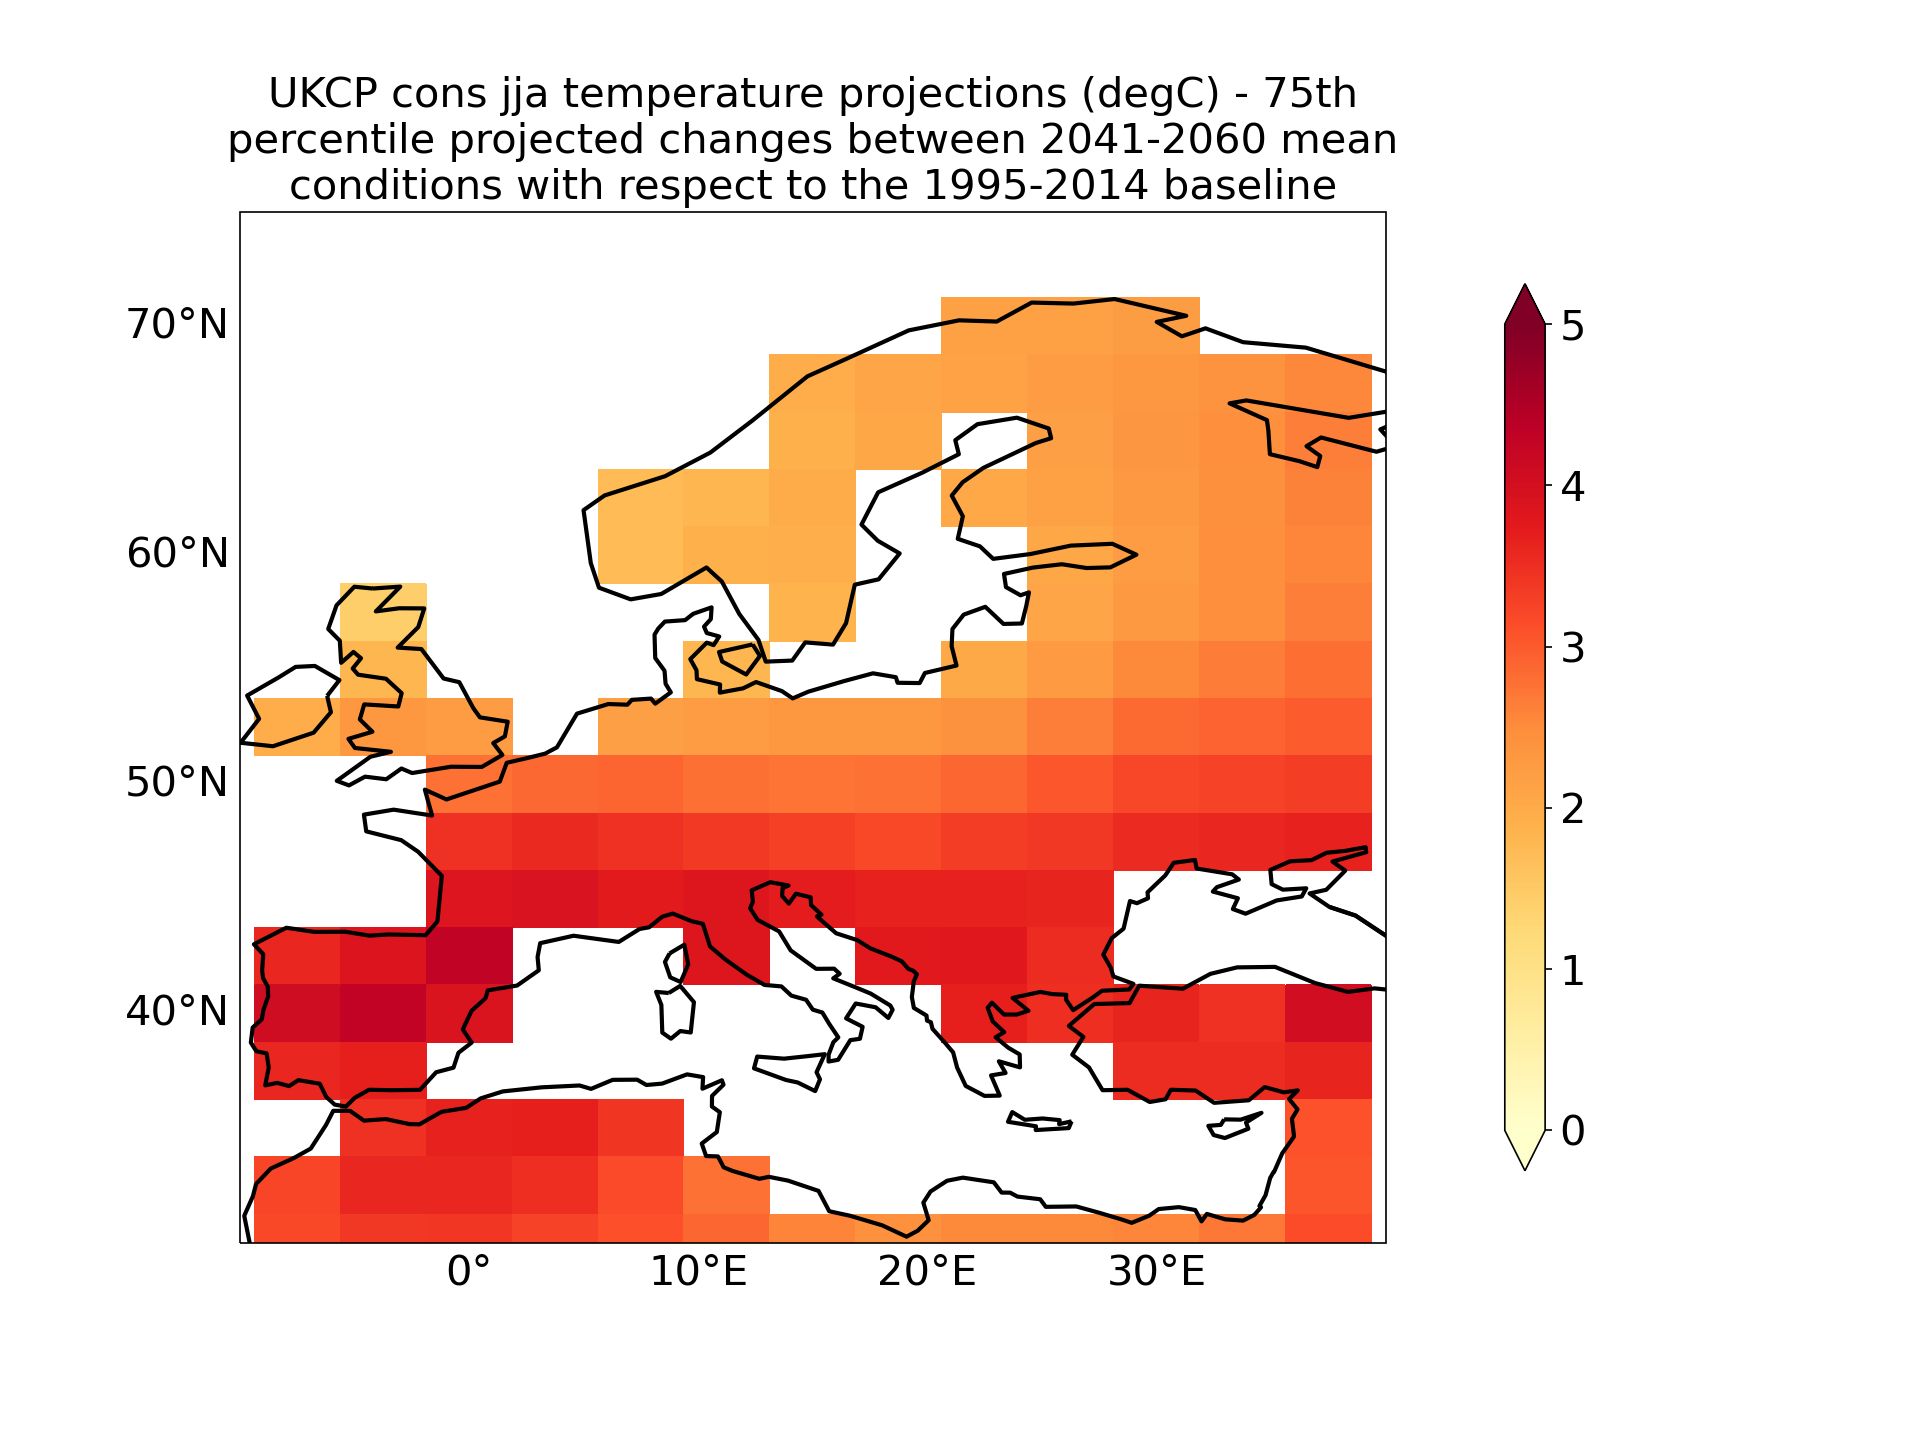 UKCP cons jja temperature projections (degC) - 75th
percentile projected changes between 2041-2060 mean
conditions with respect to the 1995-2014 baseline
70°N
60°N
50°N
40°N
0°
10°E
20°E
30°E
5
4
3
2
1
0